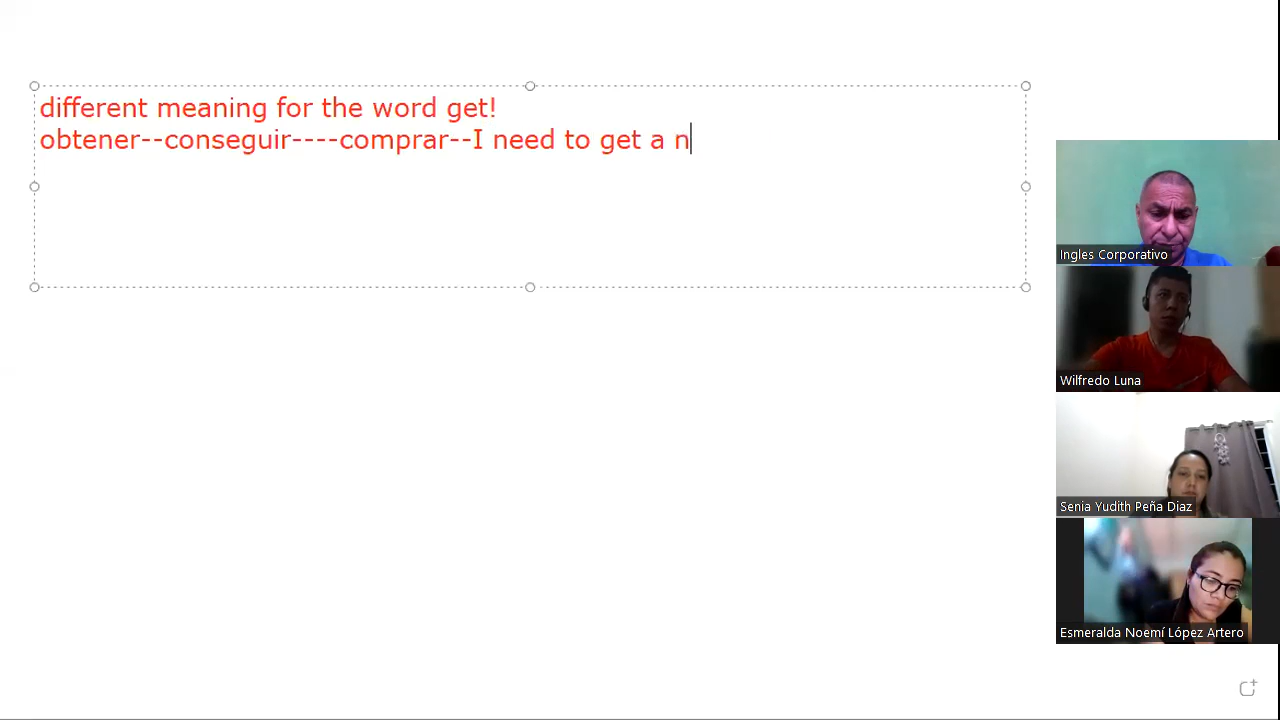 different meaning for the word get!
obtener--conseguir----comprar--I need to get a n
Ingles Corporativo
Wilfredo Luna
Senia Yudith Peña Diaz
Esmeralda Noemí López Artero